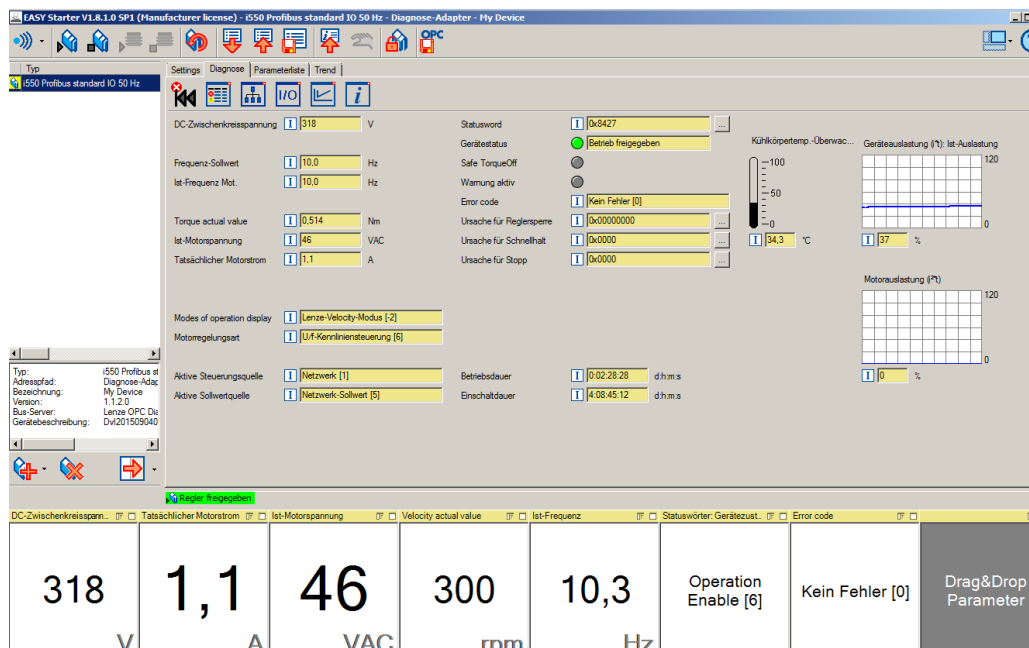 EASY Starter V1.8.1.0 SP1 (Manufacturer license) - i550 Profibus standard IO 50 Hz - Diagnose-Adapter - My Device
OPC
Typ
i550 Profibus standard IO 50 Hz
Settings Diagnose Parameterliste Trend
I/O i
DC-Zwischenkreisspannung I 318 V Statusword I 0x8427 ...
Gerätestatus Betrieb freigegeben
Kühlkörpertemp.-Überwac... Geräteauslastung (i*t): Ist-Auslastung
Frequenz-Sollwert I 10,0 Hz Safe TorqueOff
100 120
Ist-Frequenz Mot. I 10,0 Hz Warnung aktiv
50
Error code I Kein Fehler [0]
Torque actual value I 0,514 Nm Ursache für Reglersperre I 0x00000000 ...
0 0
Ist-Motorspannung I 46 VAC Ursache für Schnellhalt I 0x0000 ...
I 34,3 °C I 37 %
Tatsächlicher Motorstrom I 1,1 A Ursache für Stopp I 0x0000 ...
Motorauslastung (i²*t)
120
Modes of operation display I Lenze-Velocity-Modus [-2]
Motorregelungsart I U/f-Kennliniensteuerung [6]
0
Aktive Steuerungsquelle I Netzwerk [1] Betriebsdauer I 0:02:28:28 d:h:m:s
I 0 %
Aktive Sollwertquelle I Netzwerk-Sollwert [5] Einschaltdauer I 4:08:45:12 d:h:m:s
Typ: i550 Profibus st
Adresspfad: Diagnose-Adap
Bezeichnung: My Device
Version: 1.1.2.0
Bus-Server: Lenze OPC Dia
Gerätebeschreibung: Dvl201509040
Regler freigegeben
DC-Zwischenkreisspann... Tatsächlicher Motorstrom Ist-Motorspannung Velocity actual value Ist-Frequenz Statuswörter: Gerätezust... Error code
318 V
1,1 A
46 VAC
300 rpm
10,3 Hz
Operation
Enable [6]
Kein Fehler [0]
Drag&Drop
Parameter